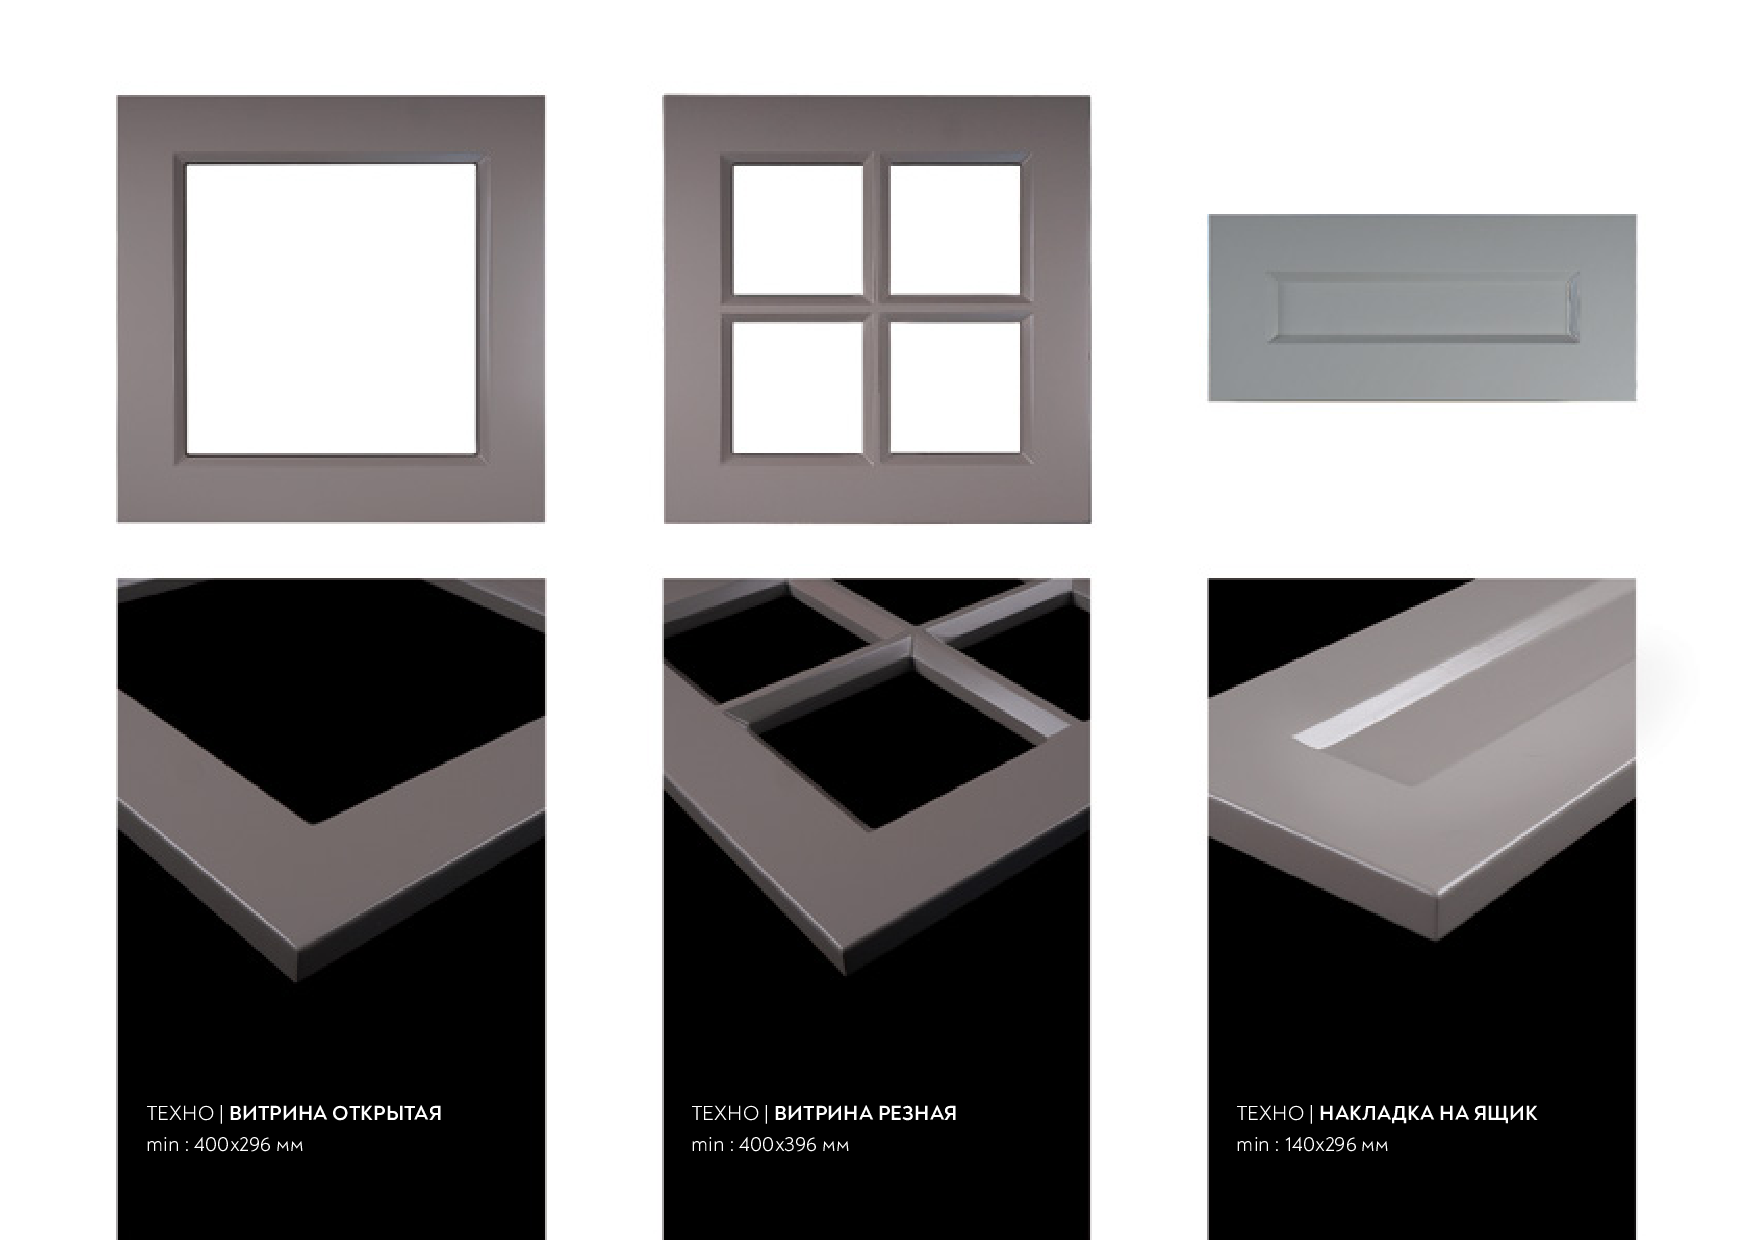 ТЕХНО | ВИТРИНА ОТКРЫТАЯ
min : 400x296 мм
ТЕХНО | ВИТРИНА РЕЗНАЯ
min : 400x396 мм
ТЕХНО | НАКЛАДКА НА ЯЩИК
min : 140x296 мм